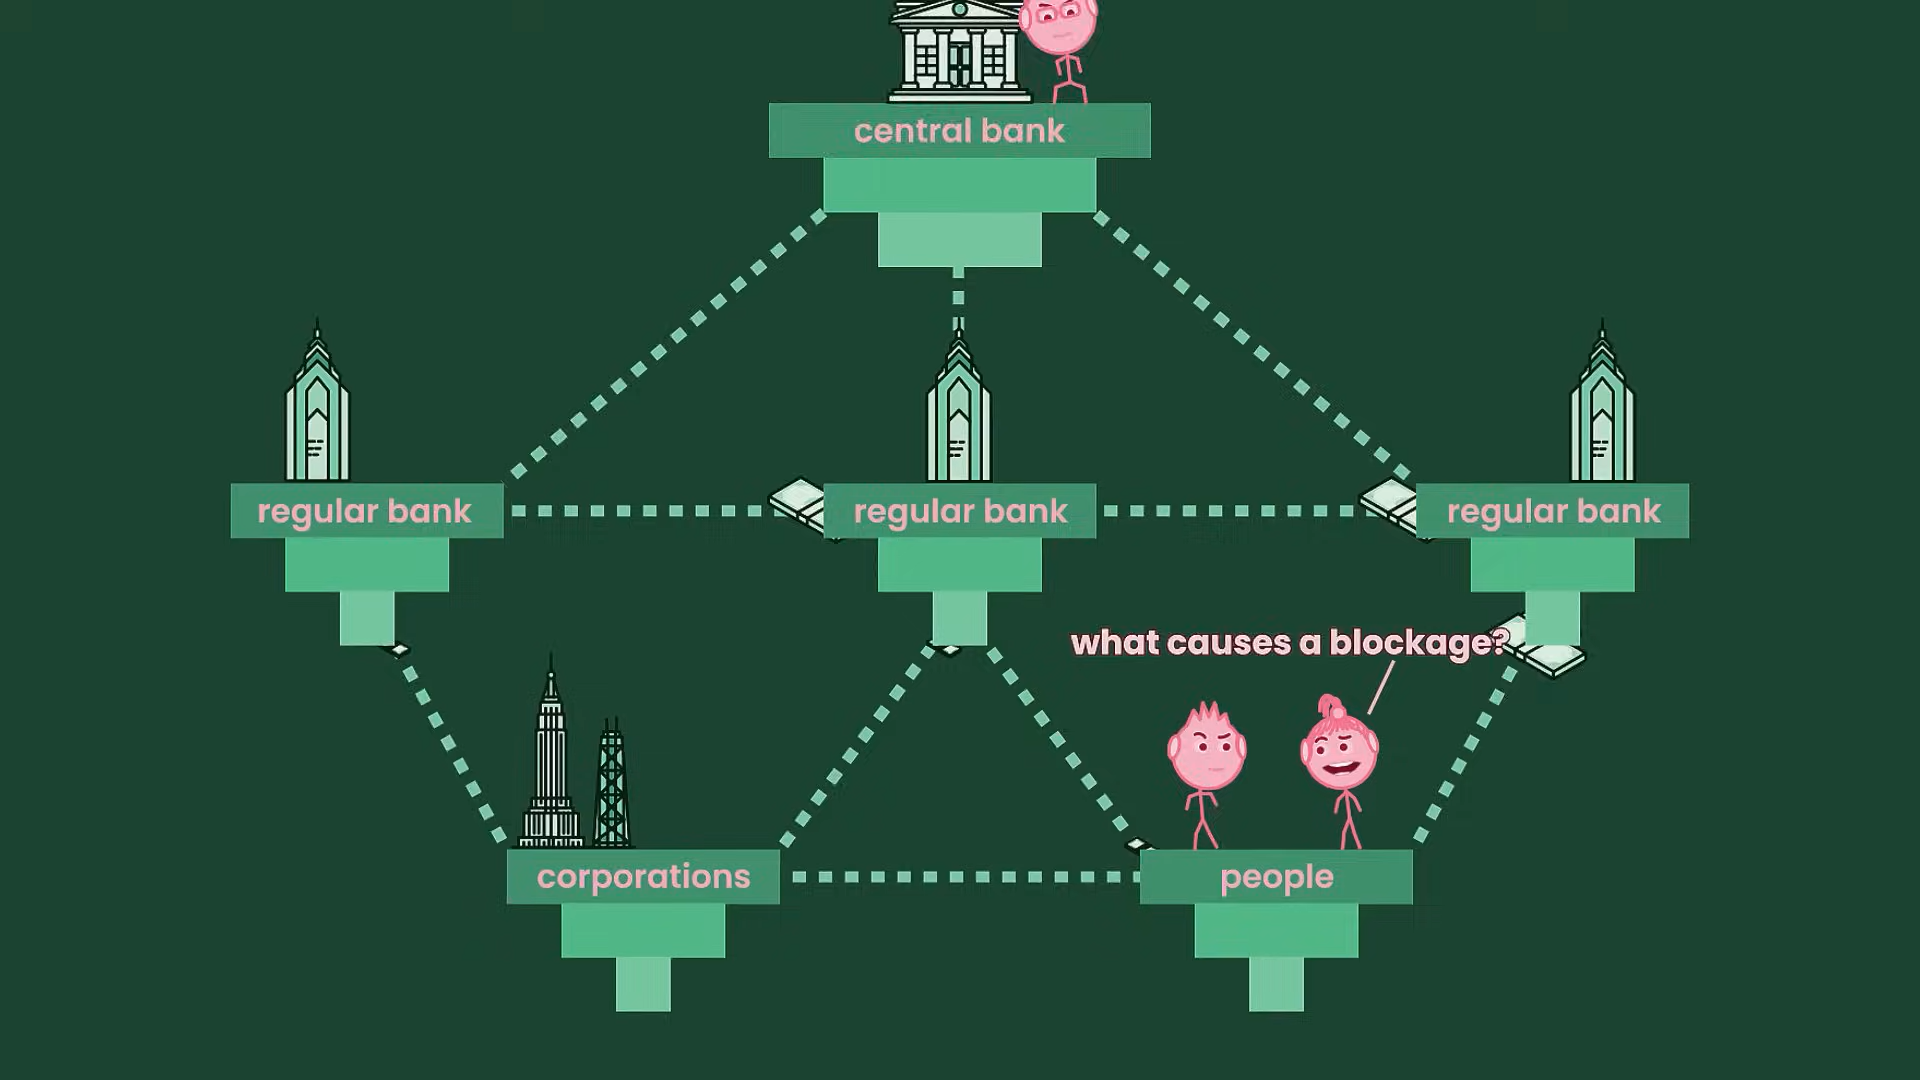 central bank
regular bank
regular bank
regular bank
what causes a blockage?
corporations
people